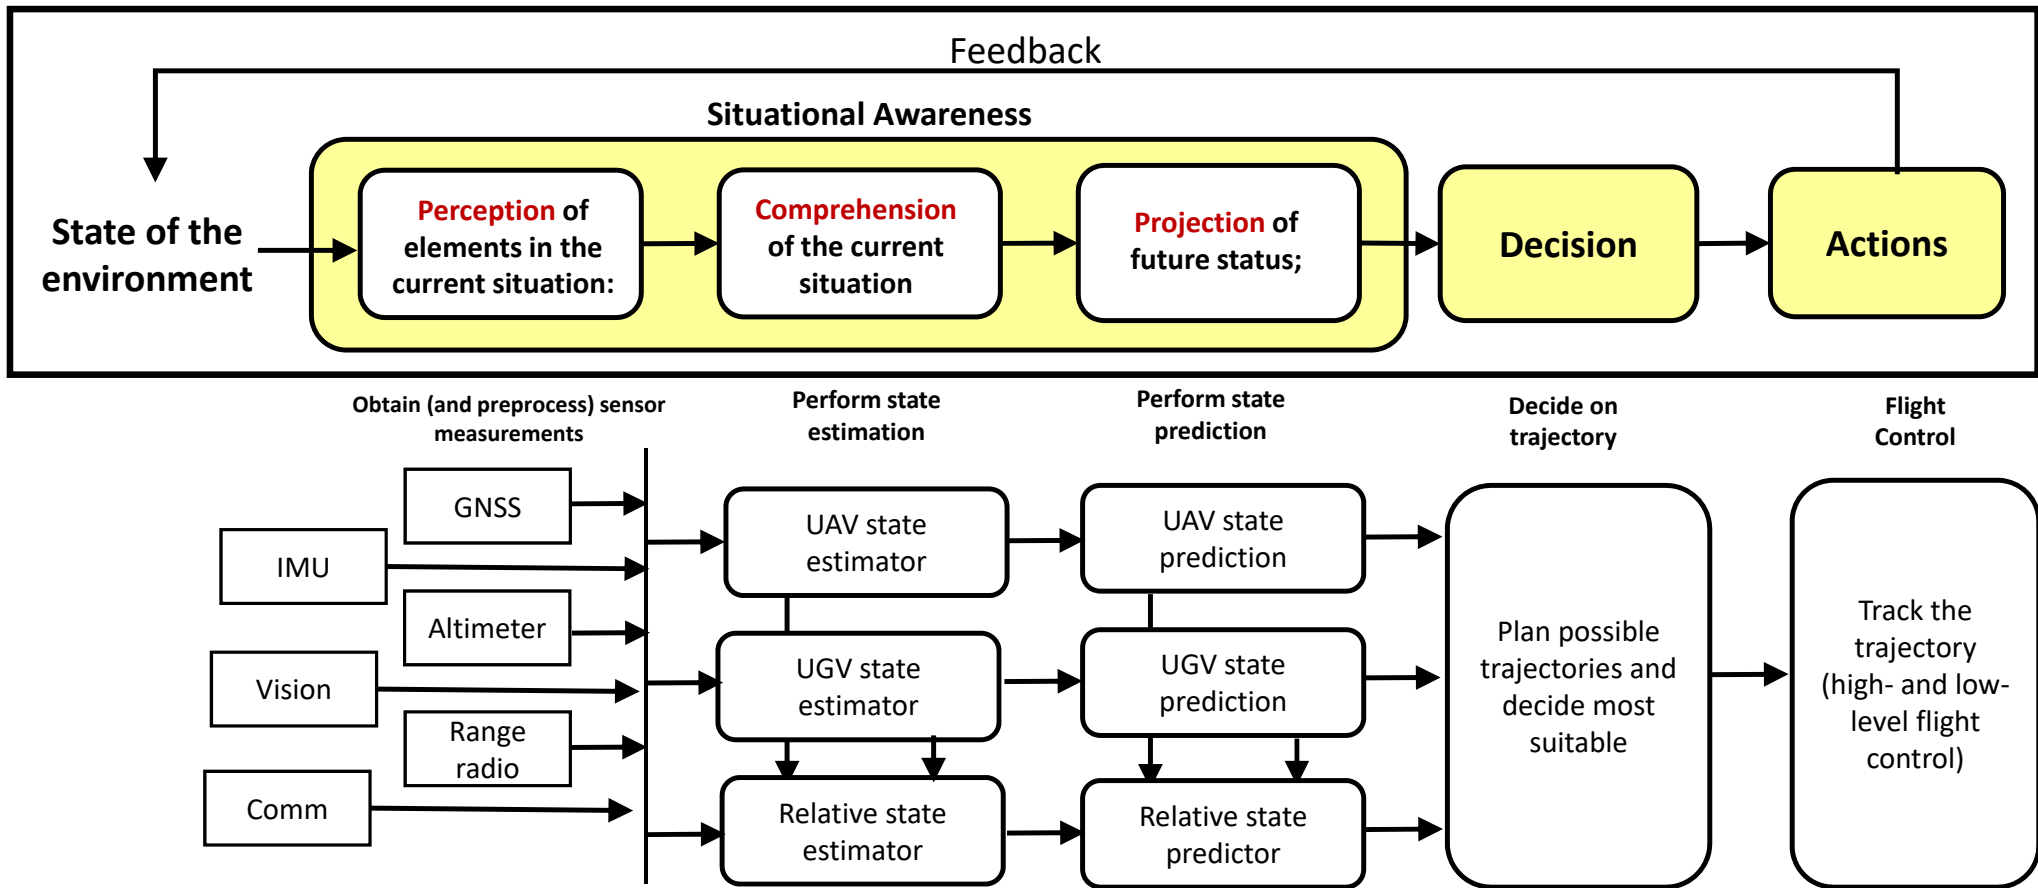 Feedback
Situational Awareness
State of the
environment
Perception of
elements in the
current situation:
Comprehension
of the current
situation
Projection of
future status;
Decision
Actions
Obtain (and preprocess) sensor
measurements
Perform state
estimation
Perform state
prediction
Decide on
trajectory
Flight
Control
GNSS
IMU
Altimeter
Vision
Range
radio
Comm
UAV state
estimator
UGV state
estimator
Relative state
estimator
UAV state
prediction
UGV state
prediction
Relative state
predictor
Plan possible
trajectories and
decide most
suitable
Track the
trajectory
(high- and low-
level flight
control)